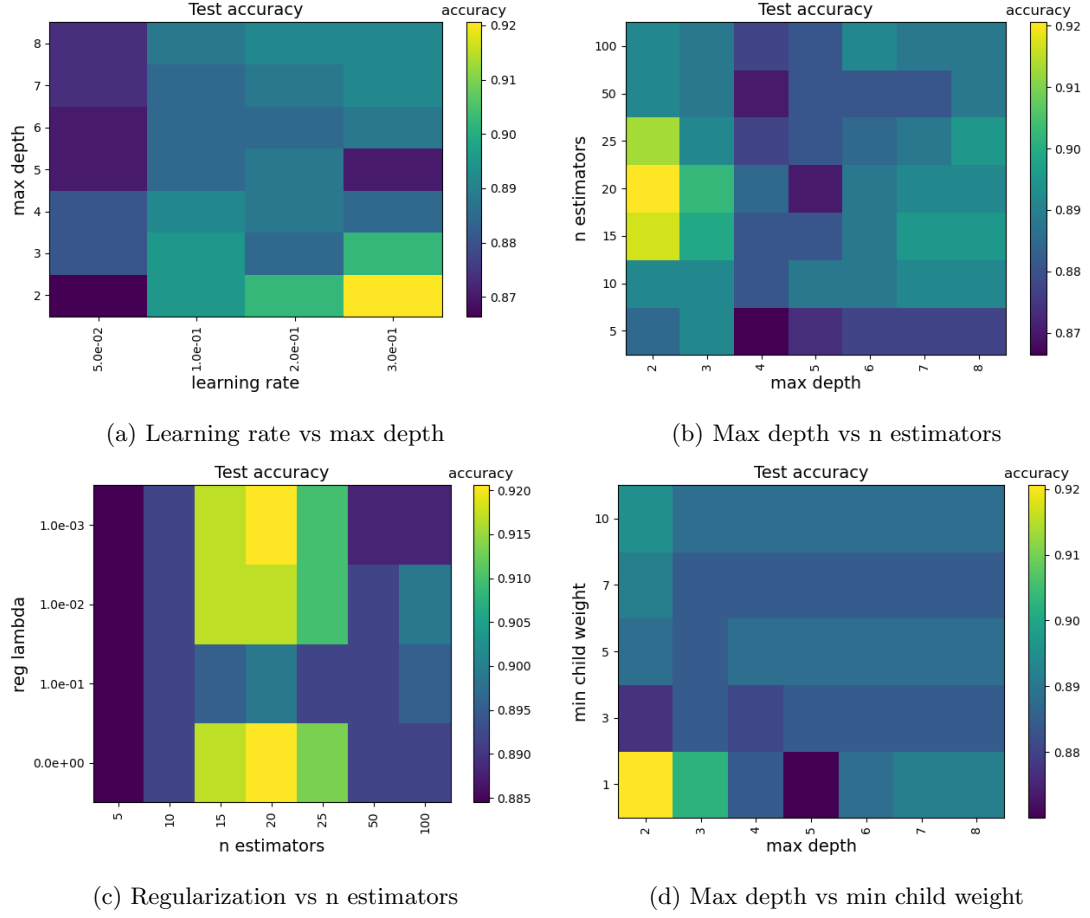 Test accuracy
accuracy
max depth
8
7
6
5
4
3
2
0.92
0.91
0.90
0.89
0.88
0.87
5.0e-02
1.0e-01
2.0e-01
3.0e-01
learning rate
(a) Learning rate vs max depth
Test accuracy
accuracy
n estimators
100
50
25
20
15
10
5
0.92
0.91
0.90
0.89
0.88
0.87
2
3
4
5
6
7
8
max depth
(b) Max depth vs n estimators
Test accuracy
accuracy
reg lambda
1.0e-03
1.0e-02
1.0e-01
0.0e+00
0.920
0.915
0.910
0.905
0.900
0.895
0.890
0.885
5
10
15
20
25
50
100
n estimators
(c) Regularization vs n estimators
Test accuracy
accuracy
min child weight
10
7
5
3
1
0.92
0.91
0.90
0.89
0.88
2
3
4
5
6
7
8
max depth
(d) Max depth vs min child weight